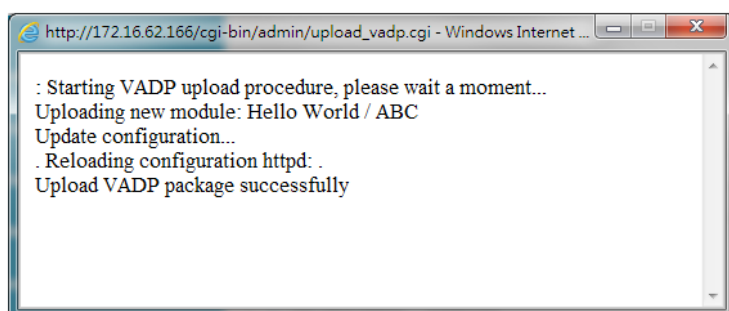 http://172.16.62.166/cgi-bin/admin/upload_vadp.cgi - Windows Internet ...
: Starting VADP upload procedure, please wait a moment...
Uploading new module: Hello World / ABC
Update configuration...
. Reloading configuration httpd: .
Upload VADP package successfully